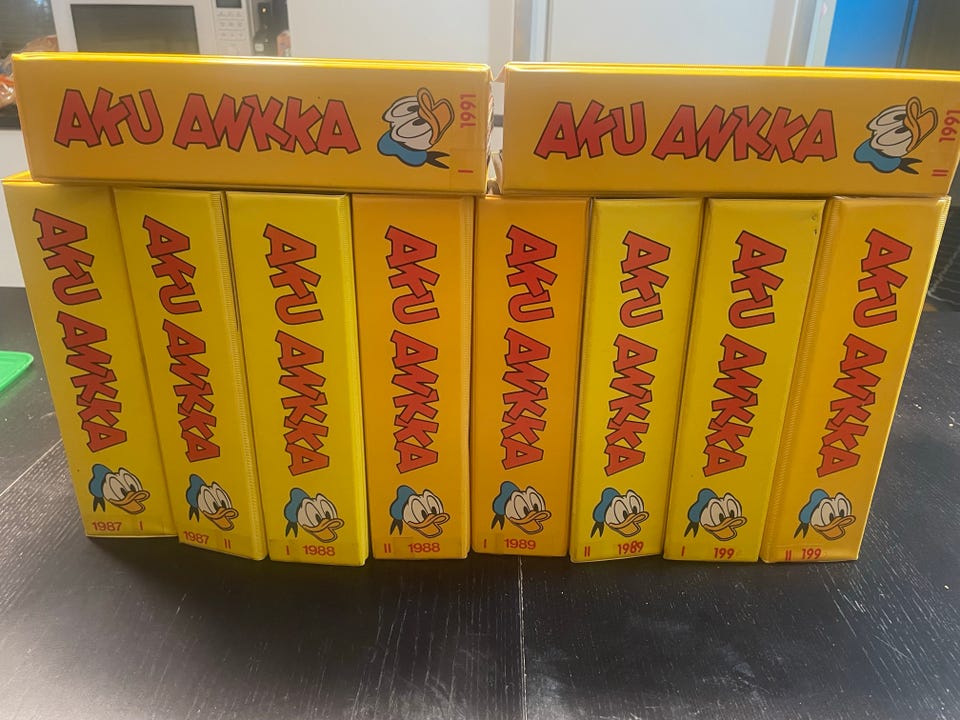 AKU ANKKA
I 1991
AKU ANKKA
II 1991
AKU ANKKA
1987 I
AKU ANKKA
1987 II
AKU ANKKA
I 1988
AKU ANKKA
II 1988
AKU ANKKA
I 1989
AKU ANKKA
II 1989
AKU ANKKA
I 199
AKU ANKKA
II 199